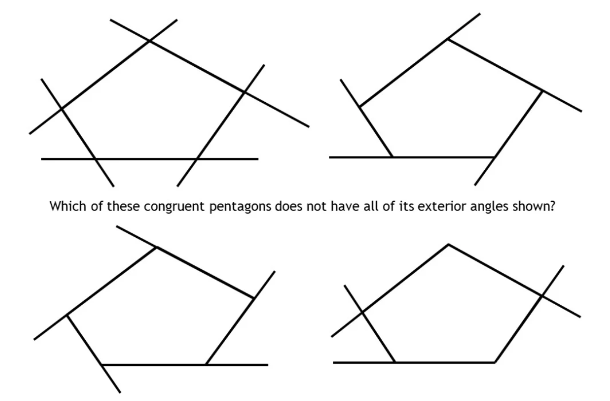 Which of these congruent pentagons does not have all of its exterior angles shown?